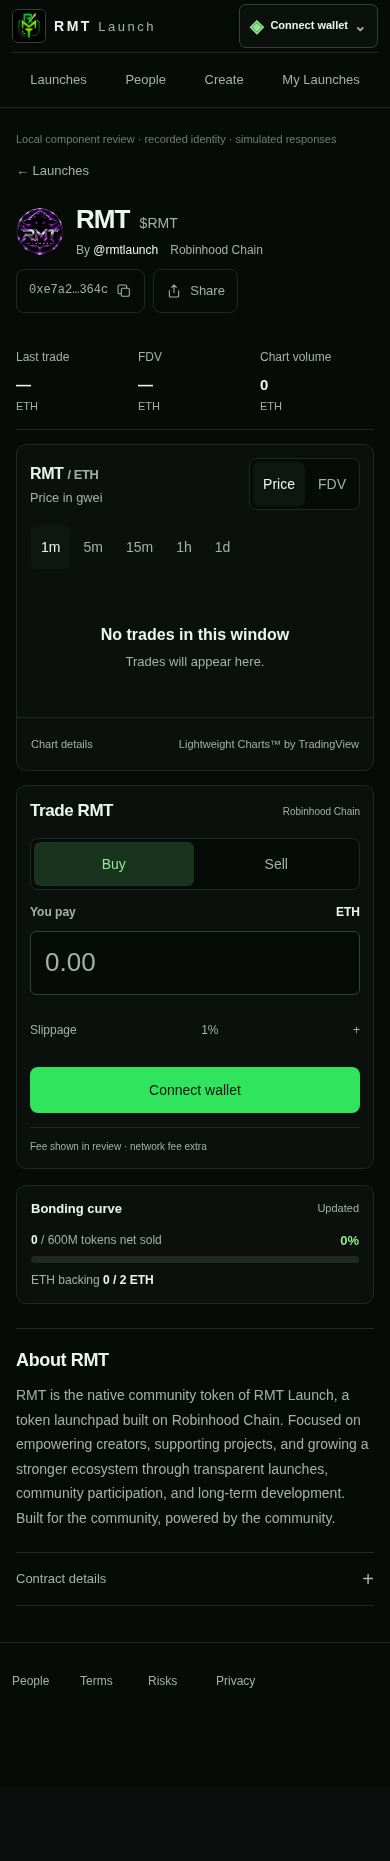 RMT Launch
Connect wallet
Launches People Create My Launches
Local component review · recorded identity · simulated responses
← Launches
RMT
RMT $RMT
By @rmtlaunch Robinhood Chain
0xe7a2…364c Share
Last trade FDV Chart volume
— — 0
ETH ETH ETH
RMT / ETH
Price in gwei
Price FDV
1m 5m 15m 1h 1d
No trades in this window
Trades will appear here.
Chart details Lightweight Charts™ by TradingView
Trade RMT Robinhood Chain
Buy Sell
You pay ETH
0.00
Slippage 1% +
Connect wallet
Fee shown in review · network fee extra
Bonding curve Updated
0 / 600M tokens net sold 0%
ETH backing 0 / 2 ETH
About RMT
RMT is the native community token of RMT Launch, a
token launchpad built on Robinhood Chain. Focused on
empowering creators, supporting projects, and growing a
stronger ecosystem through transparent launches,
community participation, and long-term development.
Built for the community, powered by the community.
Contract details +
People Terms Risks Privacy